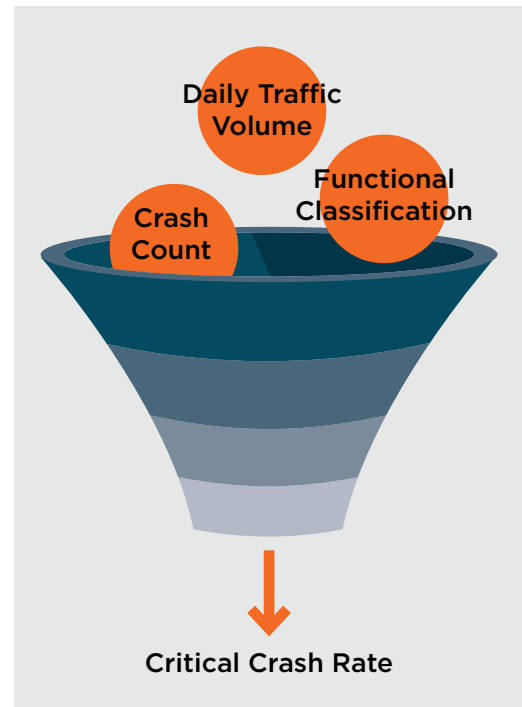 Daily Traffic
Volume
Functional
Classification
Crash
Count
Critical Crash Rate